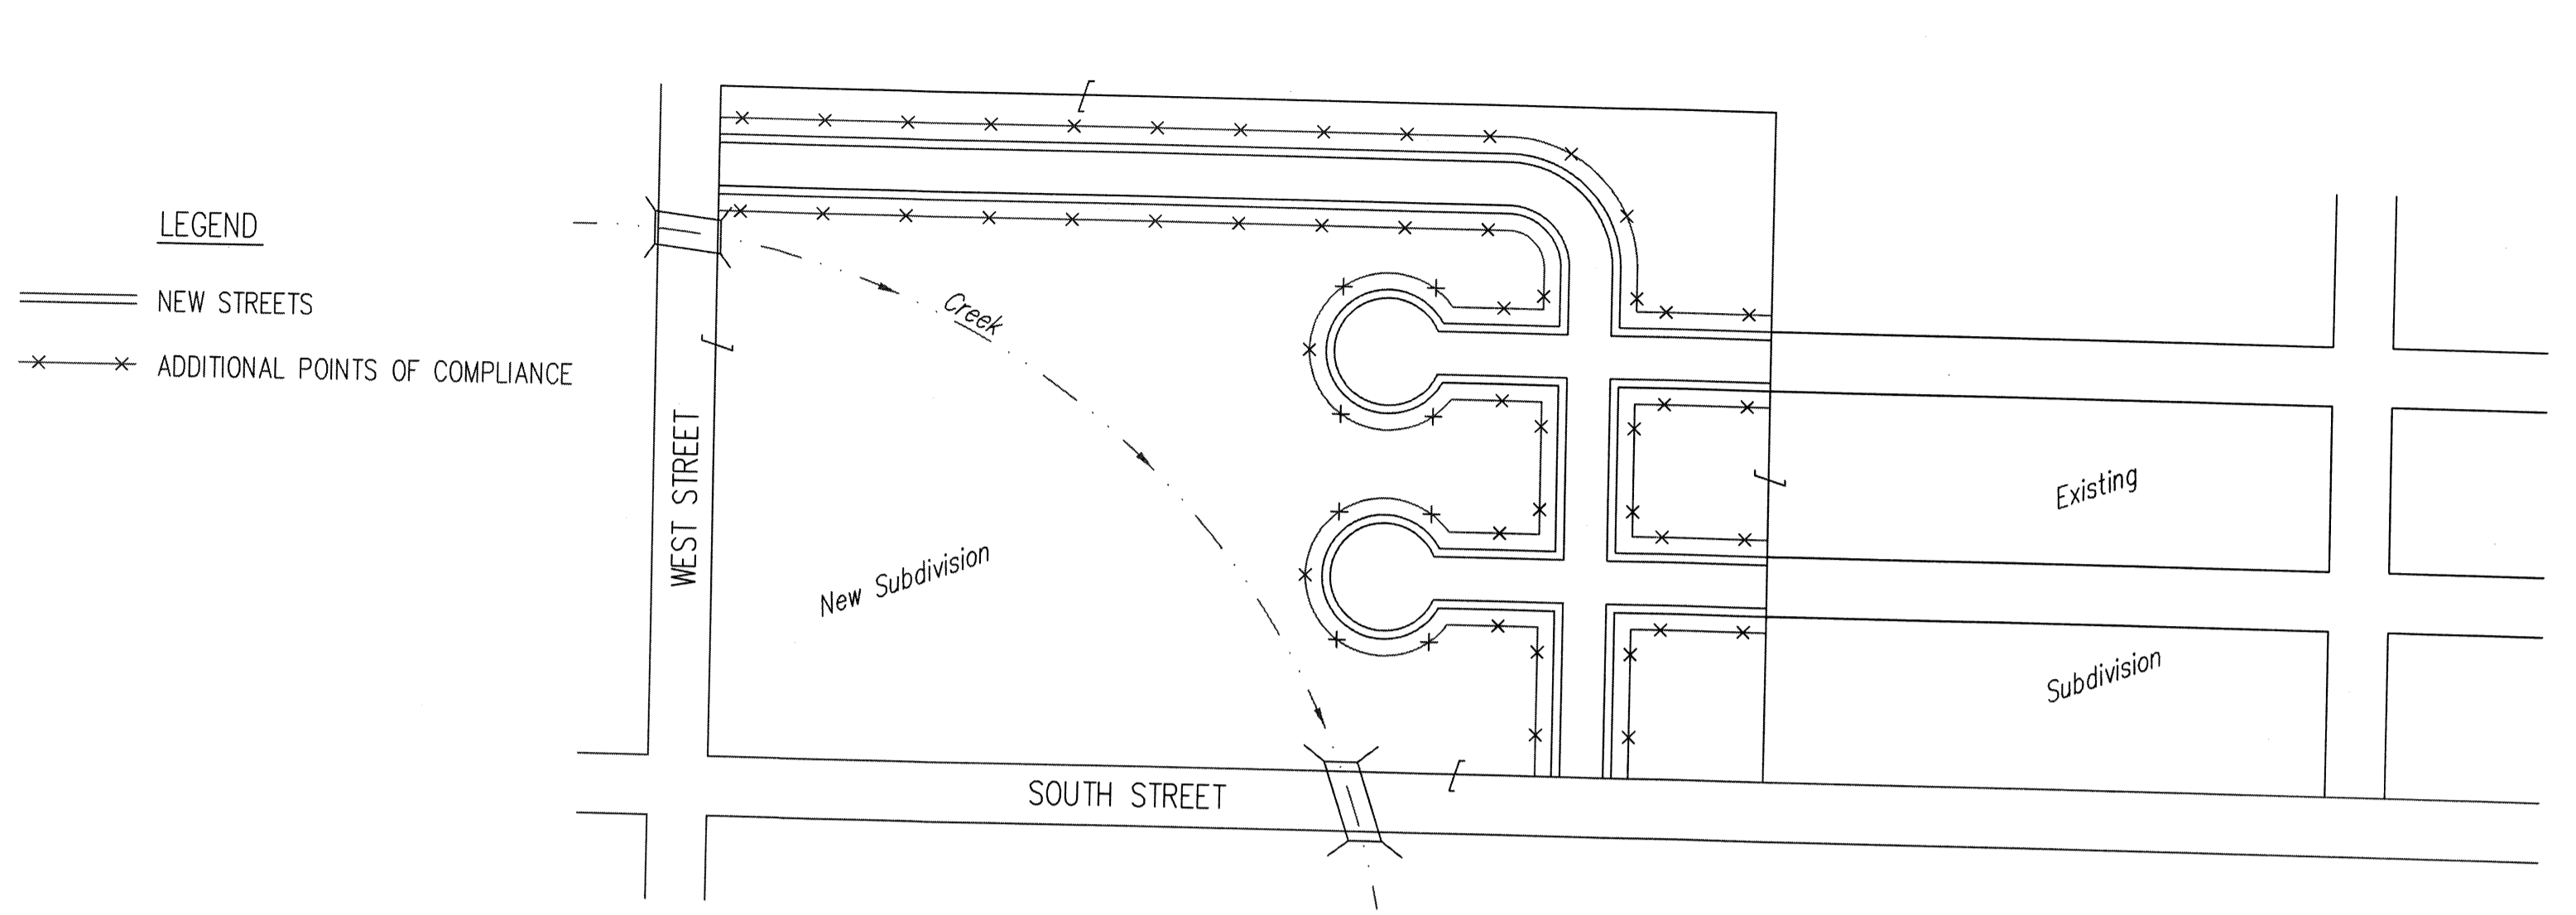 LEGEND
NEW STREETS
ADDITIONAL POINTS OF COMPLIANCE
WEST STREET
Creek
New Subdivision
SOUTH STREET
Existing
Subdivision